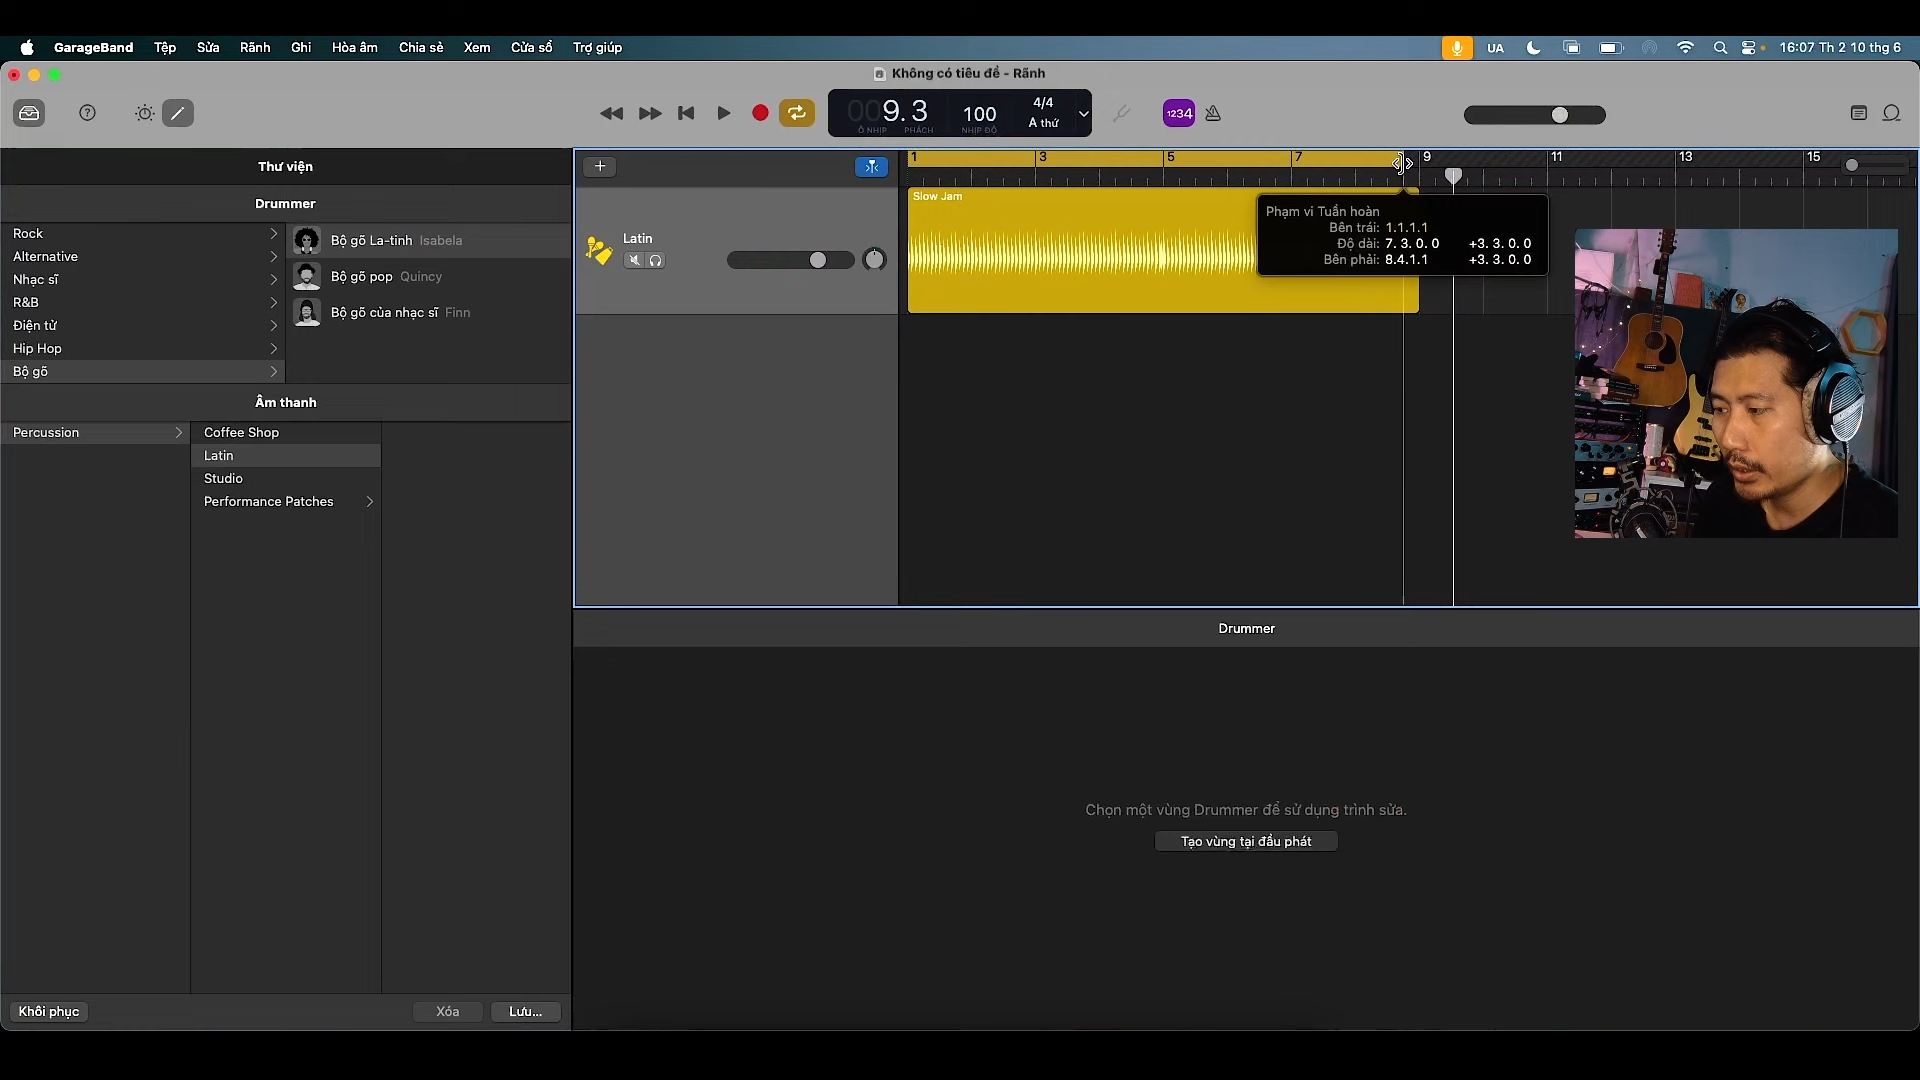 GarageBand Tệp Sửa Rãnh Ghi Hòa âm Chia sẻ Xem Cửa sổ Trợ giúp UA 16:07 Th 2 10 thg 6
Không có tiêu đề - Rãnh
009.3 100 4/4
A thứ
Ô NHỊP PHÁCH NHỊP ĐỘ
1234
Thư viện
Drummer
Rock
Alternative
Nhạc sĩ
R&B
Điện tử
Hip Hop
Bộ gõ
Bộ gõ La-tinh Isabela
Bộ gõ pop Quincy
Bộ gõ của nhạc sĩ Finn
Âm thanh
Percussion
Coffee Shop
Latin
Studio
Performance Patches
Khôi phục Xóa Lưu...
1 3 5 7 9 11 13 15
Latin
Slow Jam
Phạm vi Tuần hoàn
Bên trái: 1.1.1.1
Độ dài: 7. 3. 0. 0 +3. 3. 0. 0
Bên phải: 8.4.1.1 +3. 3. 0. 0
Drummer
Chọn một vùng Drummer để sử dụng trình sửa.
Tạo vùng tại đầu phát